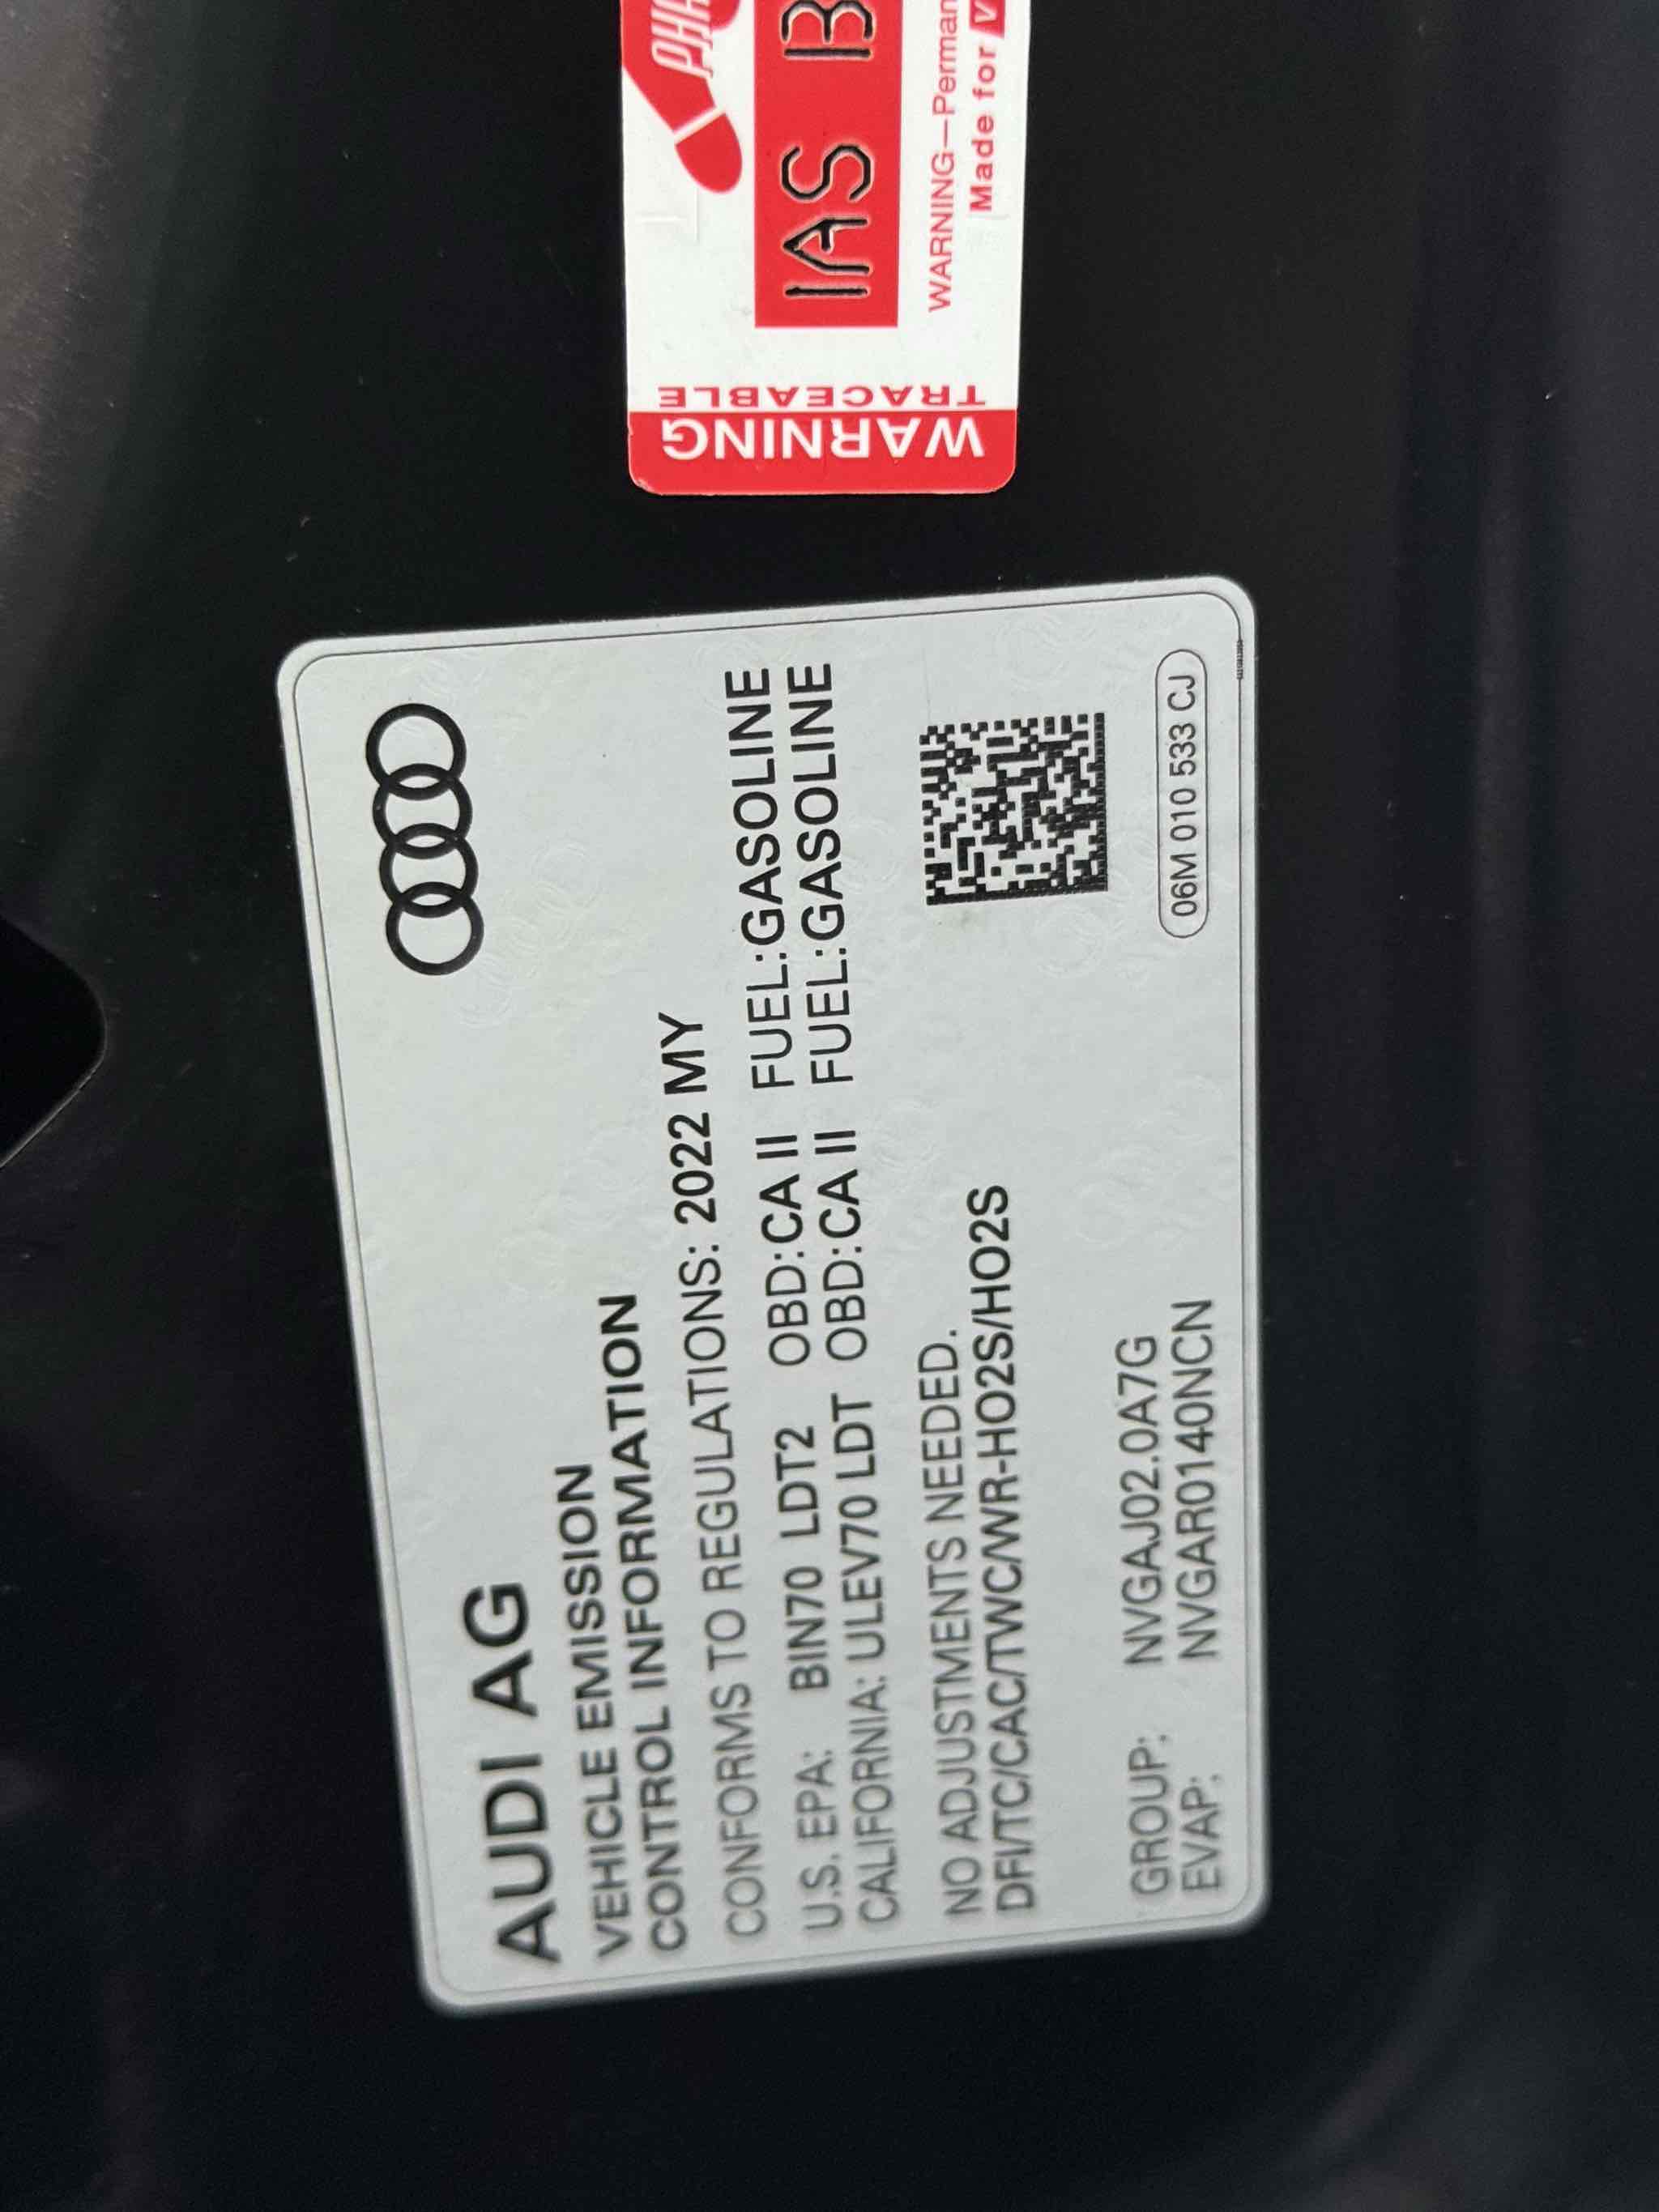 AUDI AG
VEHICLE EMISSION
CONTROL INFORMATION
CONFORMS TO REGULATIONS: 2022 MY
U.S. EPA: BIN70 LDT2 OBD:CA II FUEL:GASOLINE
CALIFORNIA: ULEV70 LDT OBD:CA II FUEL:GASOLINE
NO ADJUSTMENTS NEEDED.
DFI/TC/CAC/TWC/WR-HO2S/HO2S
GROUP: NVGAJ02.0A7G
EVAP: NVGAR0140NCN
06M 010 533 CJ
WARNING
TRACEABLE
IAS
WARNING—
Made for